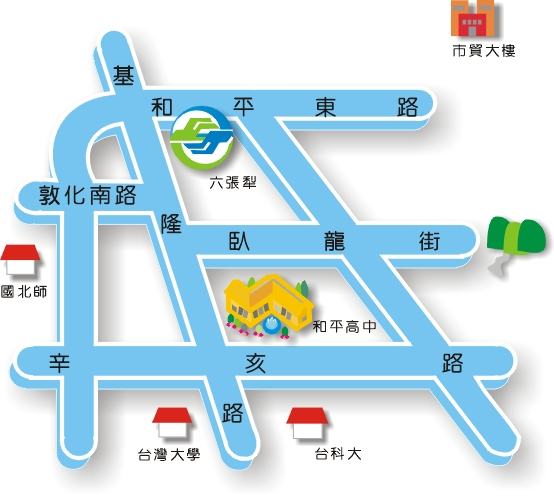 市貿大樓
基隆路
和平東路
六張犁
敦化南路
臥龍街
國北師
和平高中
辛亥路
台灣大學
台科大